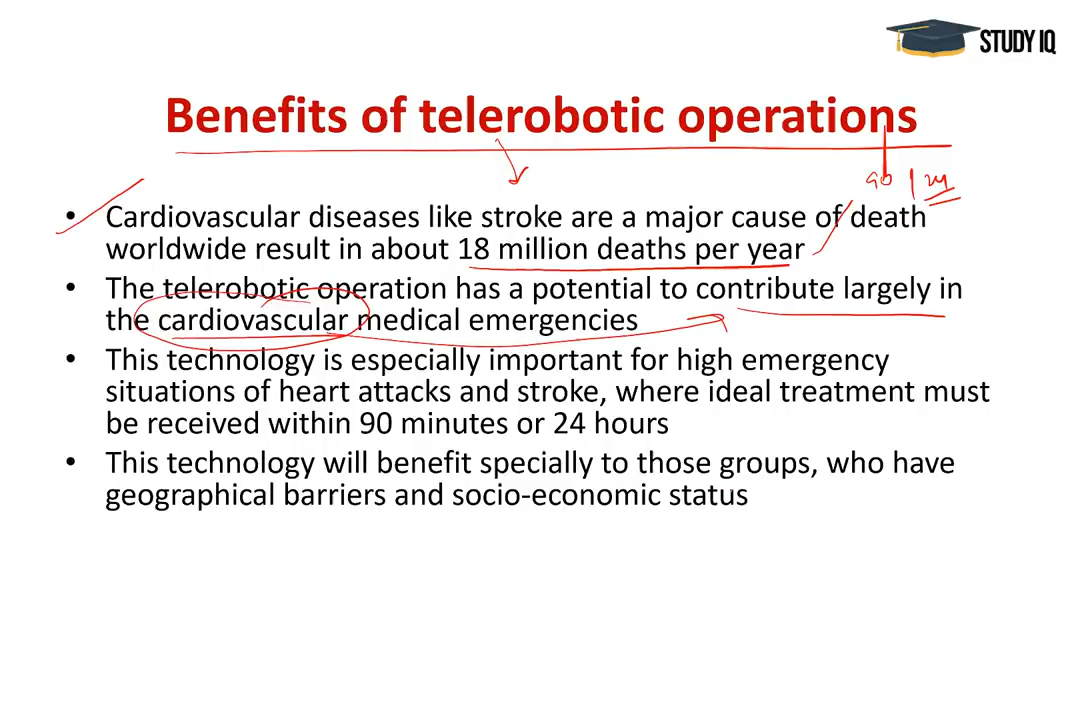 STUDY IQ
Benefits of telerobotic operations
90 | 24
• Cardiovascular diseases like stroke are a major cause of death
worldwide result in about 18 million deaths per year
• The telerobotic operation has a potential to contribute largely in
the cardiovascular medical emergencies
• This technology is especially important for high emergency
situations of heart attacks and stroke, where ideal treatment must
be received within 90 minutes or 24 hours
• This technology will benefit specially to those groups, who have
geographical barriers and socio-economic status